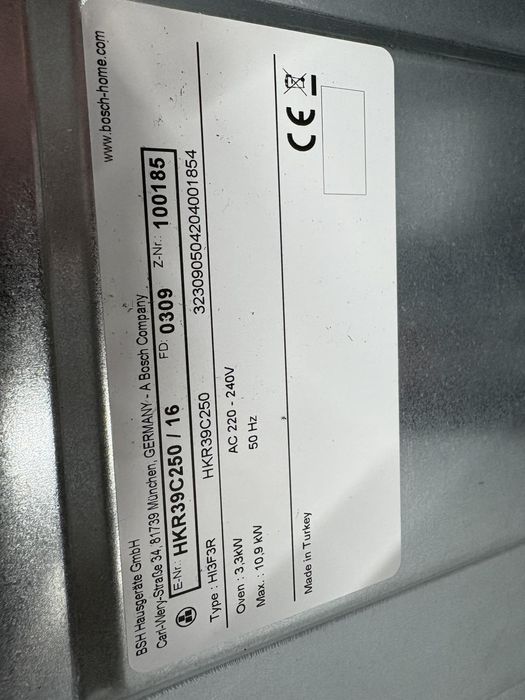 www.bosch-home.com
BSH Hausgeräte GmbH
Carl-Wery-Straße 34, 81739 München, GERMANY - A Bosch Company
E-Nr.: HKR39C250 / 16 FD: 0309 Z-Nr.: 100185
Type : HI3F3R HKR39C250 323090504204001854
Oven : 3,3kW AC 220 - 240V
Max. : 10,9 kW 50 Hz
Made in Turkey
CE